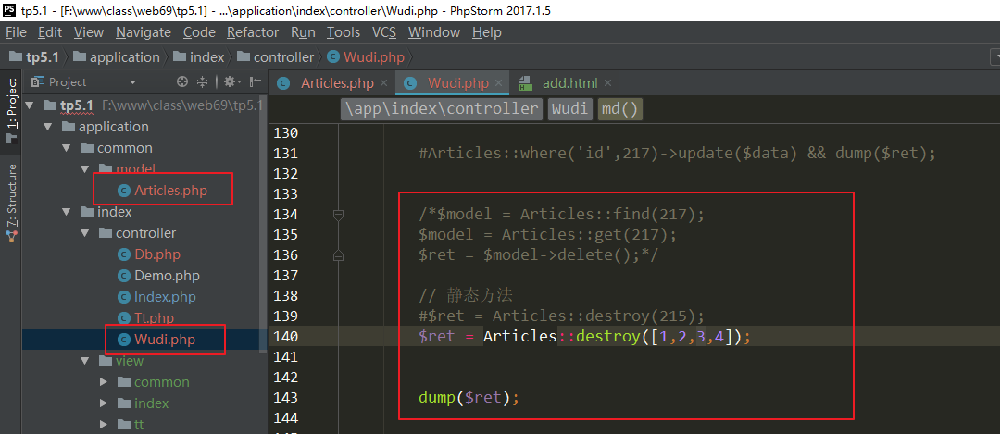 PS tp5.1 - [F:\www\class\web69\tp5.1] - ...\application\index\controller\Wudi.php - PhpStorm 2017.1.5
File Edit View Navigate Code Refactor Run Tools VCS Window Help
tp5.1 application index controller Wudi.php
1: Project
7: Structure
Project
tp5.1 F:\www\class\web69\tp5.1
application
common
model
Articles.php
index
controller
Db.php
Demo.php
Index.php
Tt.php
Wudi.php
view
common
index
tt
Articles.php × Wudi.php × add.html ×
\app\index\controller Wudi md()
130
131 #Articles::where('id',217)->update($data) && dump($ret);
132
133
134 /*$model = Articles::find(217);
135 $model = Articles::get(217);
136 $ret = $model->delete();*/
137
138 // 静态方法
139 #$ret = Articles::destroy(215);
140 $ret = Articles::destroy([1,2,3,4]);
141
142
143 dump($ret);
144